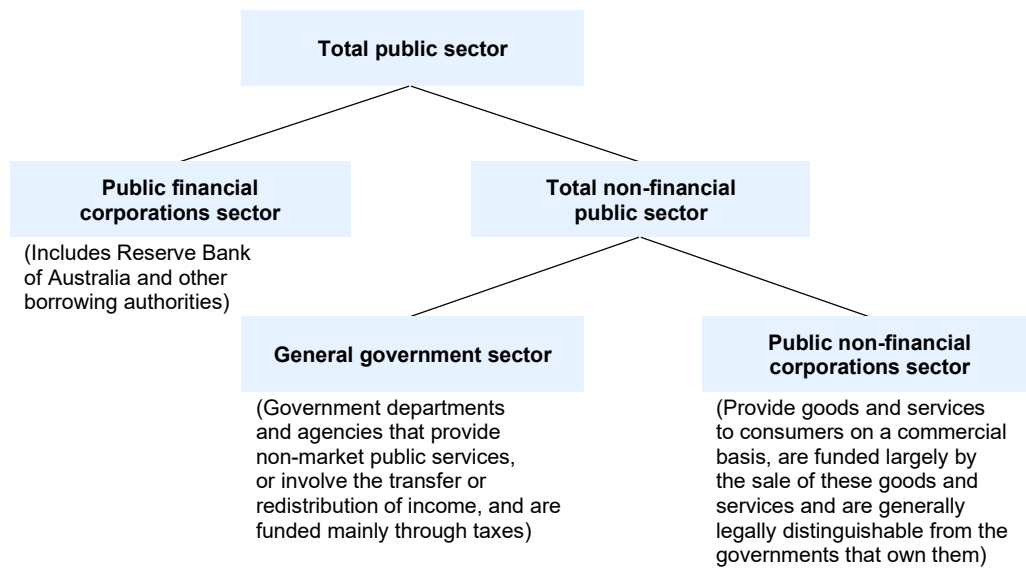 Total public sector
Public financial
corporations sector
(Includes Reserve Bank
of Australia and other
borrowing authorities)
Total non-financial
public sector
General government sector
(Government departments
and agencies that provide
non-market public services,
or involve the transfer or
redistribution of income, and are
funded mainly through taxes)
Public non-financial
corporations sector
(Provide goods and services
to consumers on a commercial
basis, are funded largely by
the sale of these goods and
services and are generally
legally distinguishable from the
governments that own them)